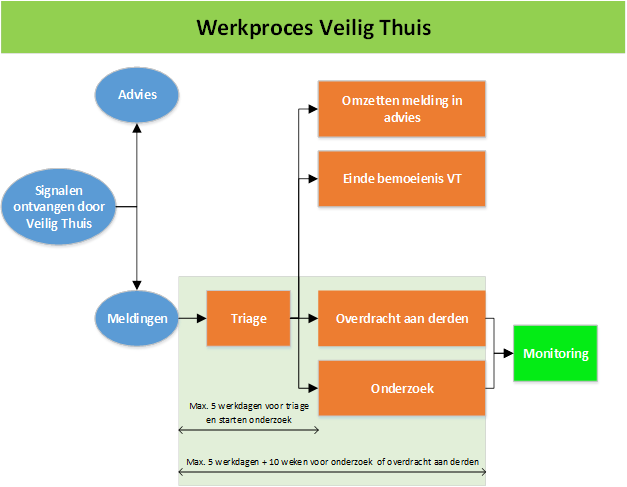 Werkproces Veilig Thuis
Advies
Omzetten melding in
advies
Einde bemoeienis VT
Signalen
ontvangen door
Veilig Thuis
Meldingen
Triage
Overdracht aan derden
Monitoring
Onderzoek
Max. 5 werkdagen voor triage
en starten onderzoek
Max. 5 werkdagen + 10 weken voor onderzoek of overdracht aan derden